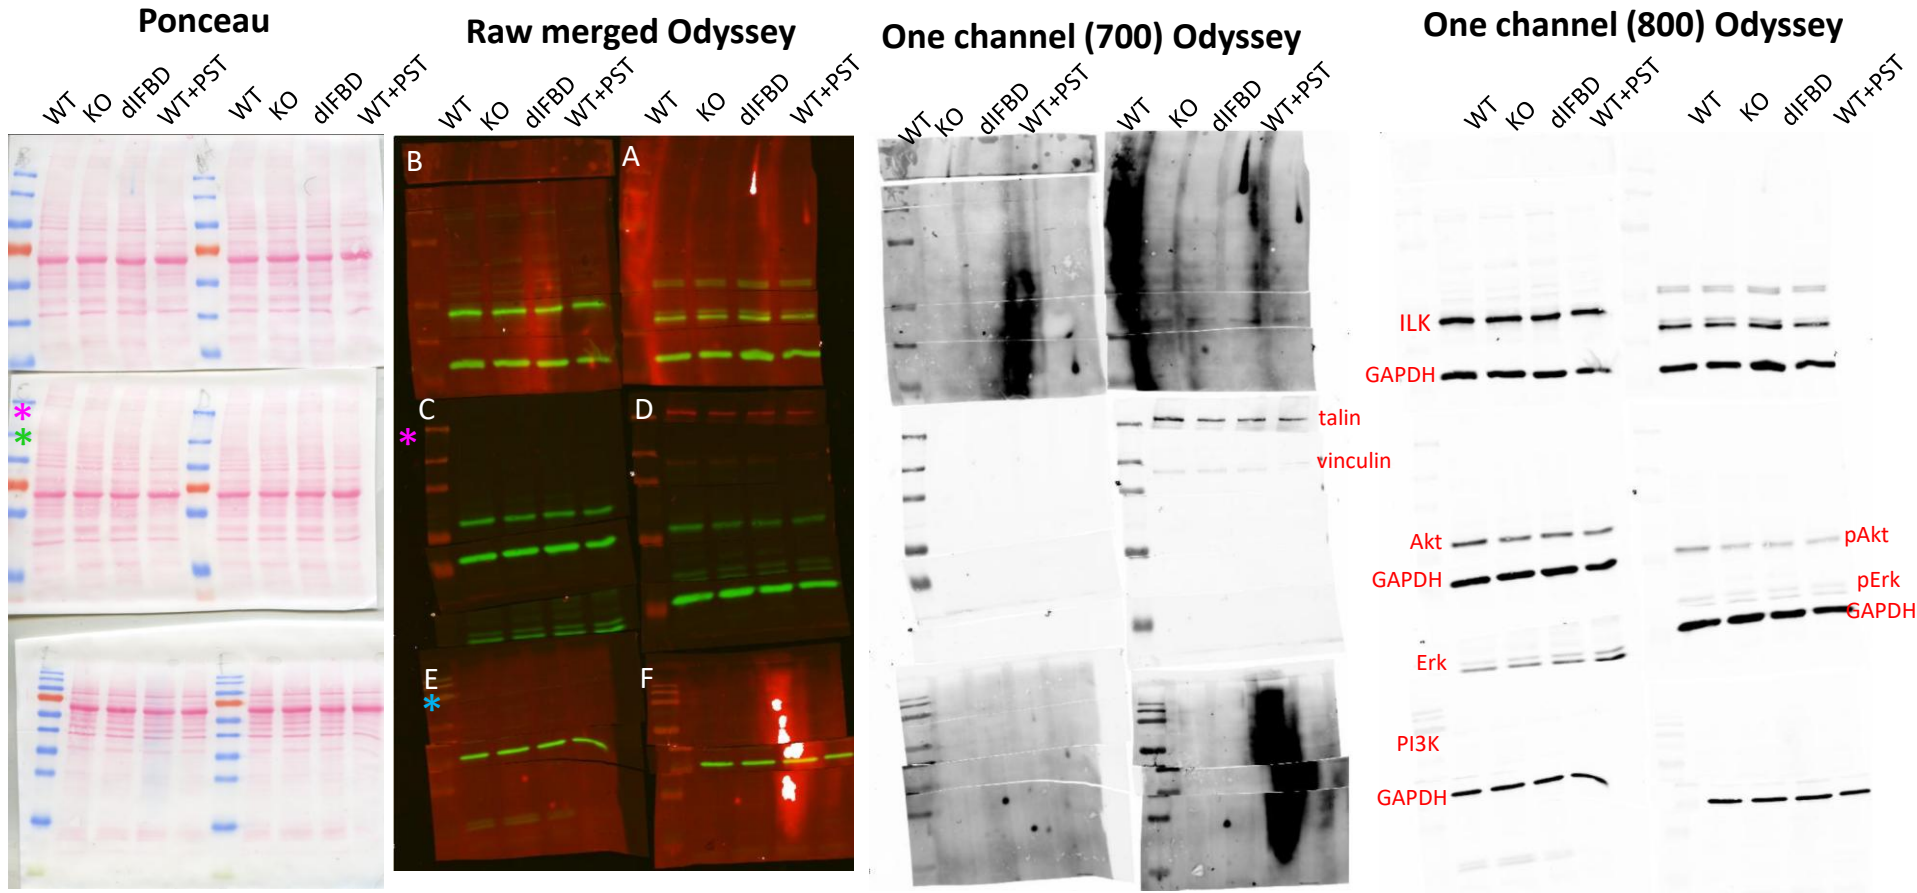 Ponceau
Raw merged Odyssey
One channel (700) Odyssey
One channel (800) Odyssey
WT KO dIFBD WT+PST WT KO dIFBD WT+PST
WT KO dIFBD WT+PST WT KO dIFBD WT+PST
WT KO dIFBD WT+PST WT KO dIFBD WT+PST
WT KO dIFBD WT+PST WT KO dIFBD WT+PST
B A
ILK
GAPDH
C D
* *
*
talin
vinculin
Akt pAkt
GAPDH pErk
GAPDH
Erk
E F
*
PI3K
GAPDH